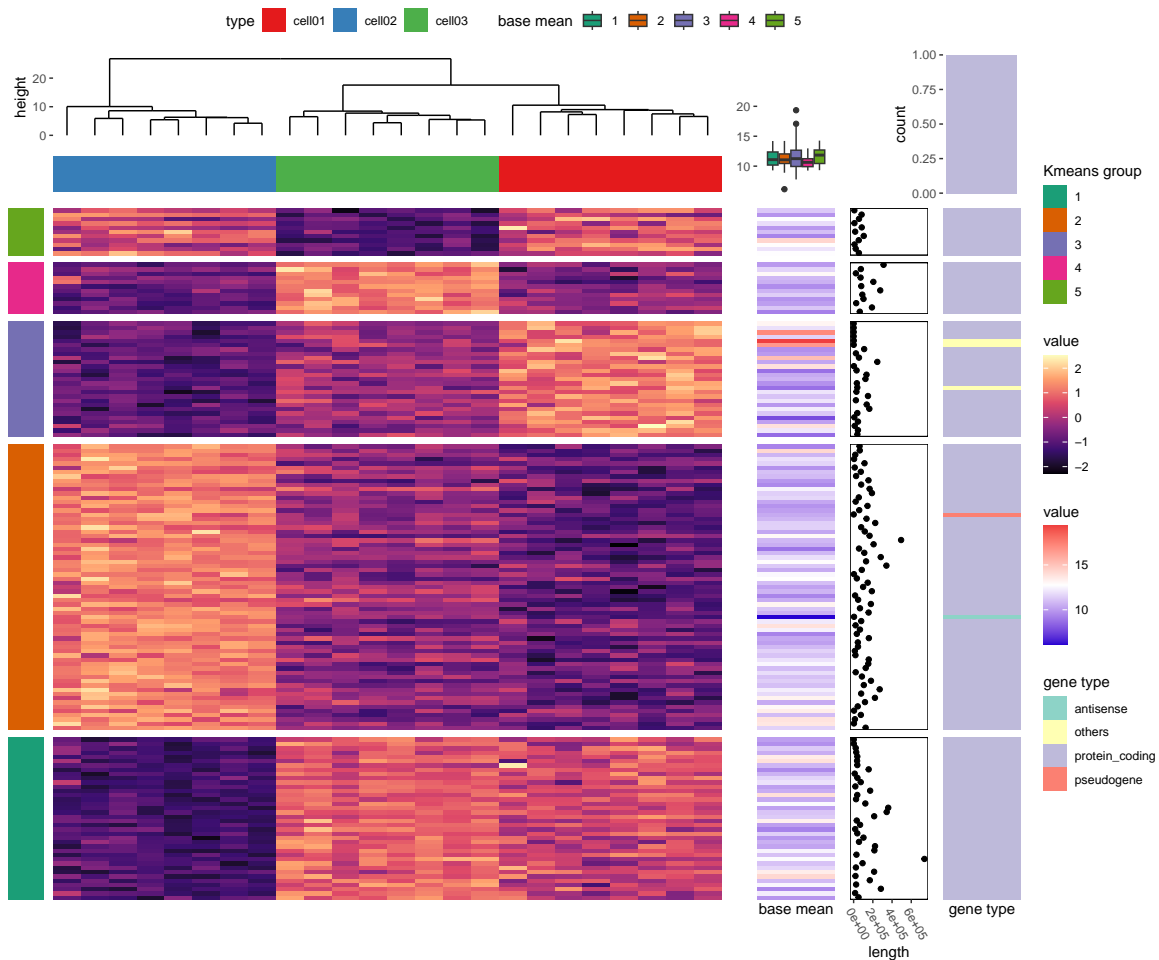 type cell01 cell02 cell03 base mean 1 2 3 4 5
height
20
10
0
20
15
10
count
1.00
0.75
0.50
0.25
0.00
Kmeans group
1
2
3
4
5
value
2
1
0
−1
−2
value
15
10
gene type
antisense
others
protein_coding
pseudogene
base mean
0e+00
2e+05
4e+05
6e+05
length
gene type